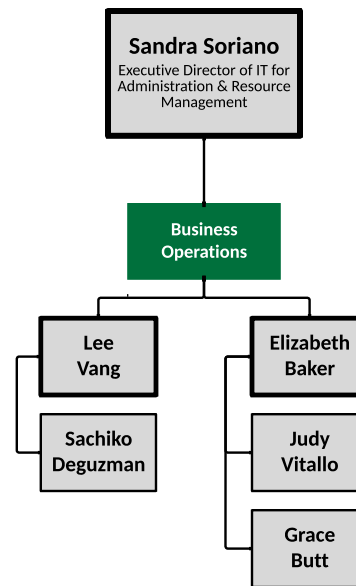 Sandra Soriano
Executive Director of IT for
Administration & Resource
Management
Business
Operations
Lee
Vang
Elizabeth
Baker
Sachiko
Deguzman
Judy
Vitallo
Grace
Butt